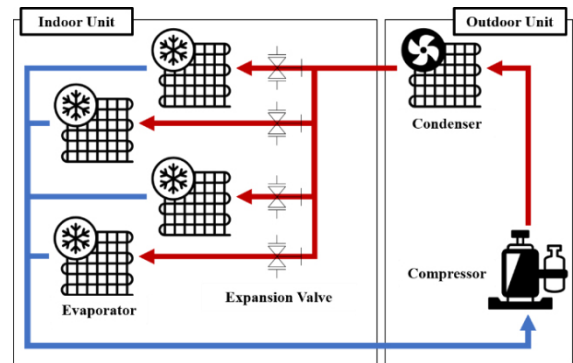 Indoor Unit
Outdoor Unit
Condenser
Compressor
Expansion Valve
Evaporator